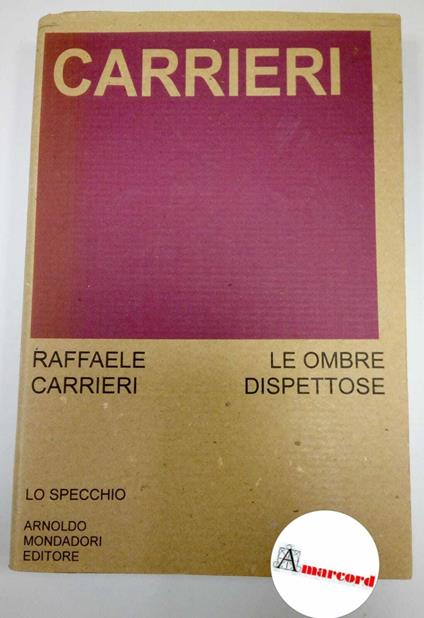 CARRIERI
RAFFAELE
CARRIERI
LE OMBRE
DISPETTOSE
LO SPECCHIO
ARNOLDO
MONDADORI
EDITORE
Amarcord